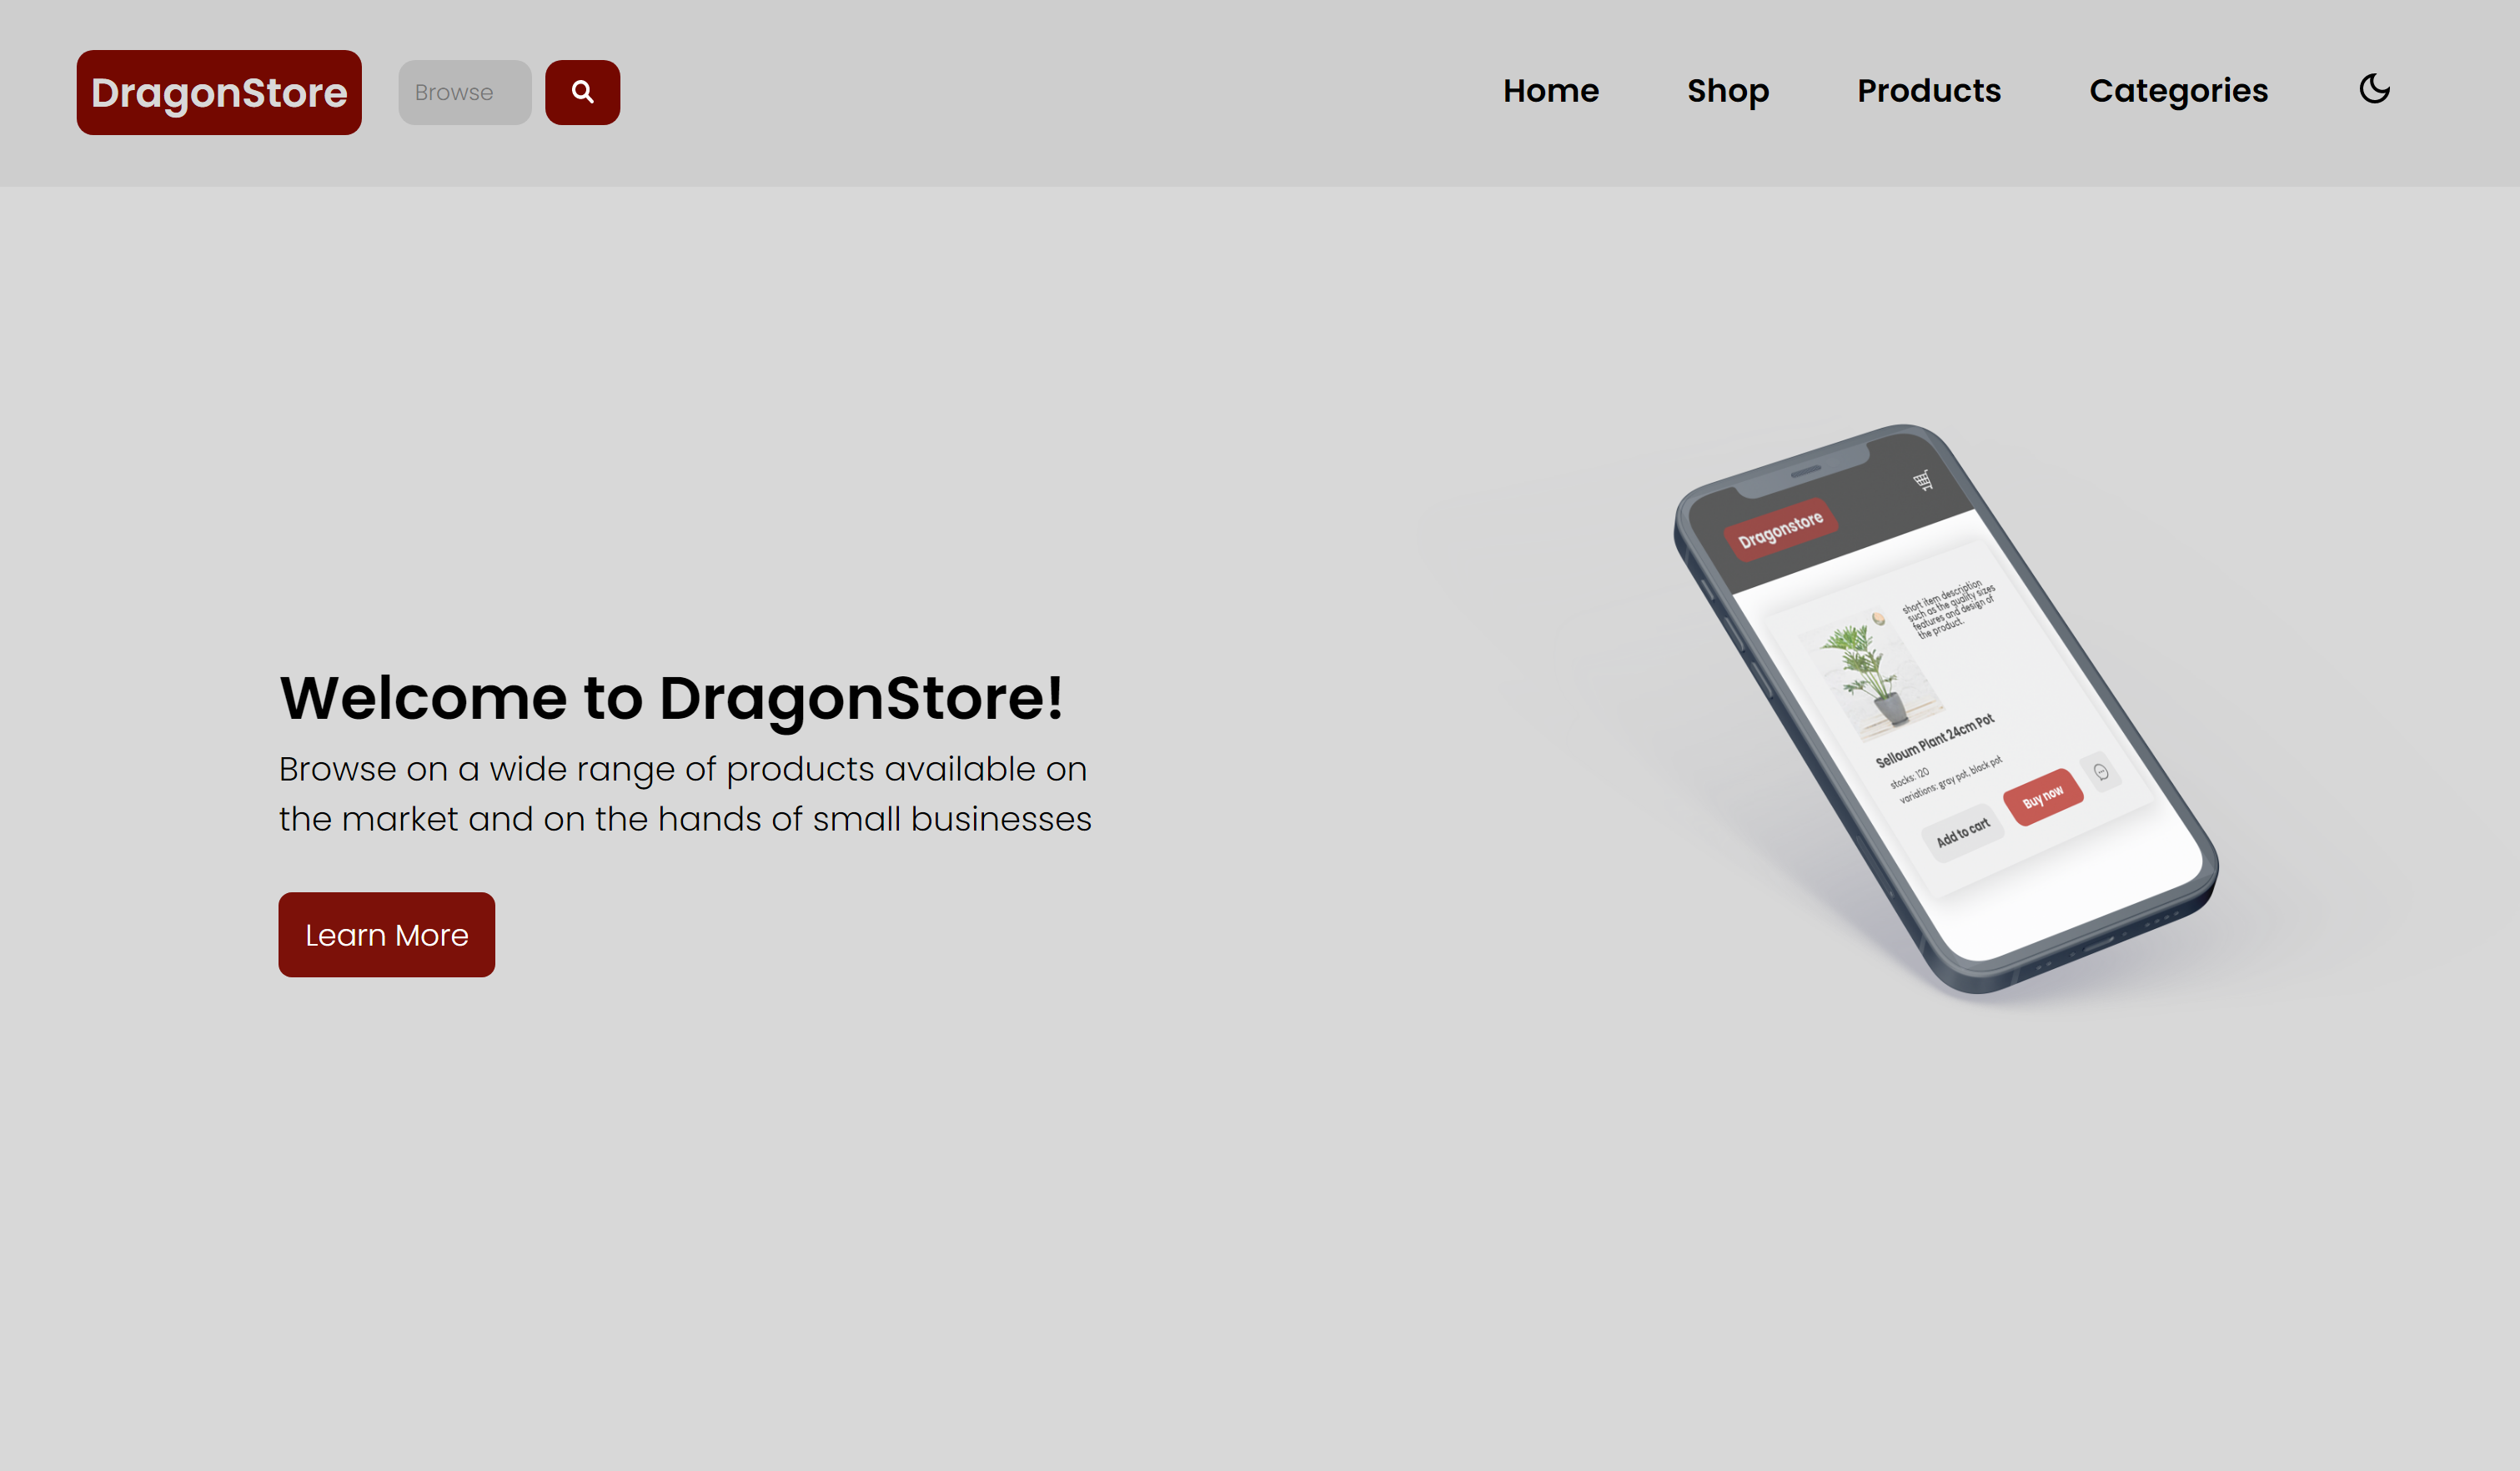 DragonStore
Browse
Home
Shop
Products
Categories
Welcome to DragonStore!
Browse on a wide range of products available on
the market and on the hands of small businesses
Learn More
Dragonstore
short item description
such as the quality sizes
features and design of
the product.
Selloum Plant 24cm Pot
stocks: 120
variations: gray pot, black pot
Add to cart
Buy now